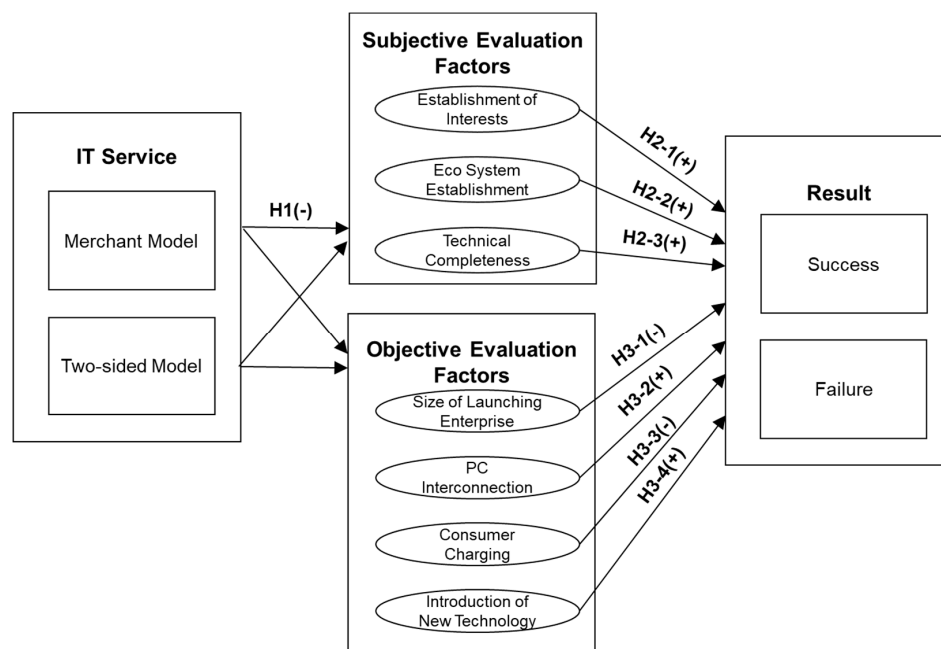 IT Service
Merchant Model
Two-sided Model
H1(-)
Subjective Evaluation
Factors
Establishment of
Interests
Eco System
Establishment
Technical
Completeness
Objective Evaluation
Factors
Size of Launching
Enterprise
PC
Interconnection
Consumer
Charging
Introduction of
New Technology
H2-1(+)
H2-2(+)
H2-3(+)
H3-1(-)
H3-2(+)
H3-3(-)
H3-4(+)
Result
Success
Failure